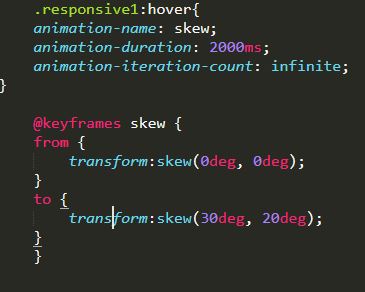 .responsive1:hover{
animation-name: skew;
animation-duration: 2000ms;
animation-iteration-count: infinite;
}
@keyframes skew {
from {
transform:skew(0deg, 0deg);
}
to {
transform:skew(30deg, 20deg);
}
}